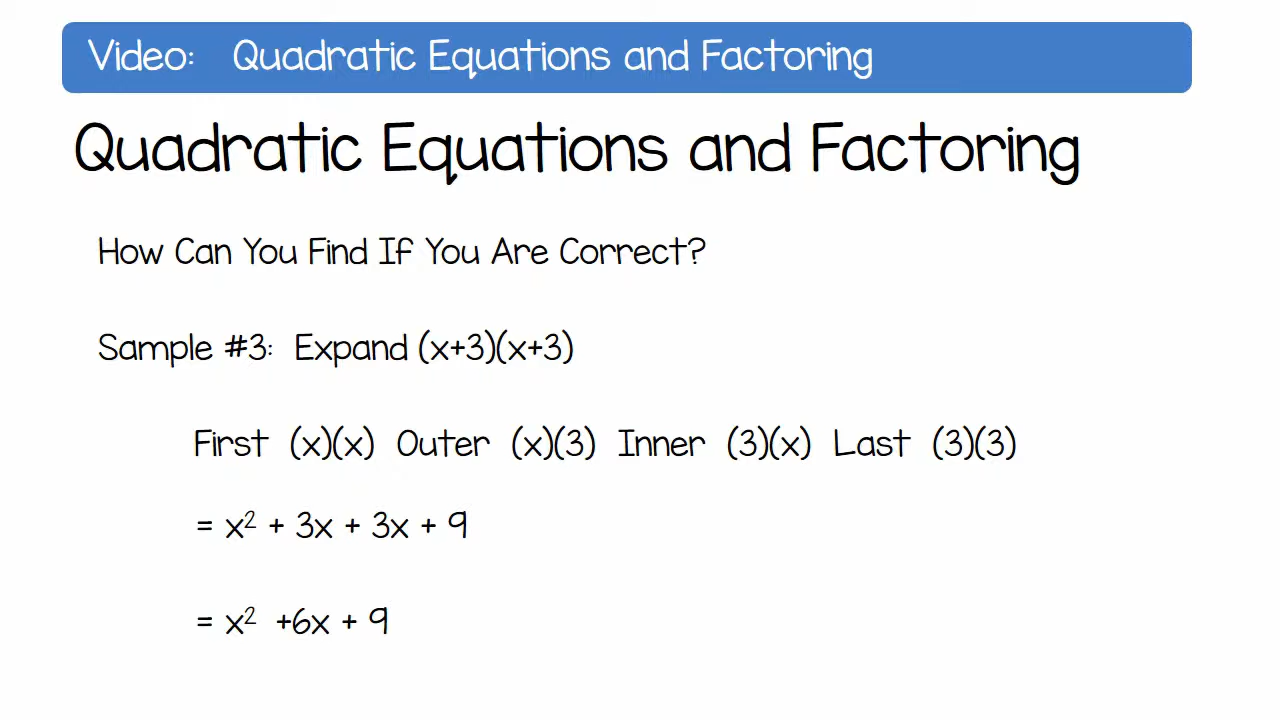 Video: Quadratic Equations and Factoring
Quadratic Equations and Factoring
How Can You Find If You Are Correct?
Sample #3: Expand (x+3)(x+3)
First (x)(x) Outer (x)(3) Inner (3)(x) Last (3)(3)
= x² + 3x + 3x + 9
= x² +6x + 9